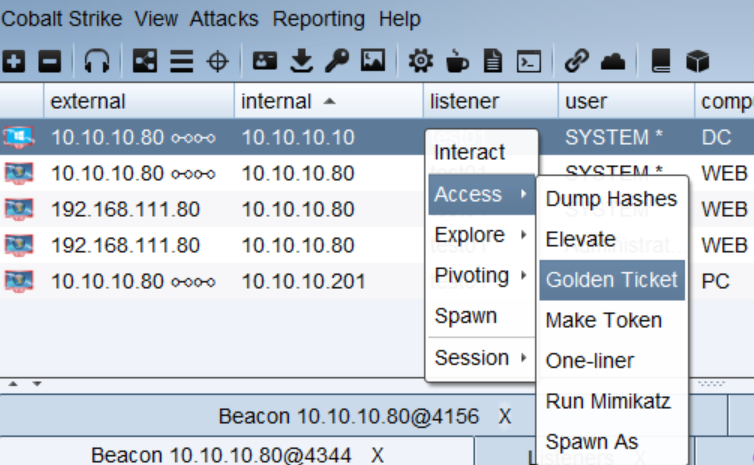 Cobalt Strike View Attacks Reporting Help
external internal listener user comp
10.10.10.80 10.10.10.10 SYSTEM * DC
Interact
10.10.10.80 10.10.10.80 SYSTEM * WEB
Access Dump Hashes
192.168.111.80 10.10.10.80 WEB
Explore Elevate
192.168.111.80 10.10.10.80 WEB
Pivoting Golden Ticket
10.10.10.80 10.10.10.201 PC
Spawn Make Token
Session One-liner
Run Mimikatz
Beacon 10.10.10.80@4156 X
Spawn As
Beacon 10.10.10.80@4344 X